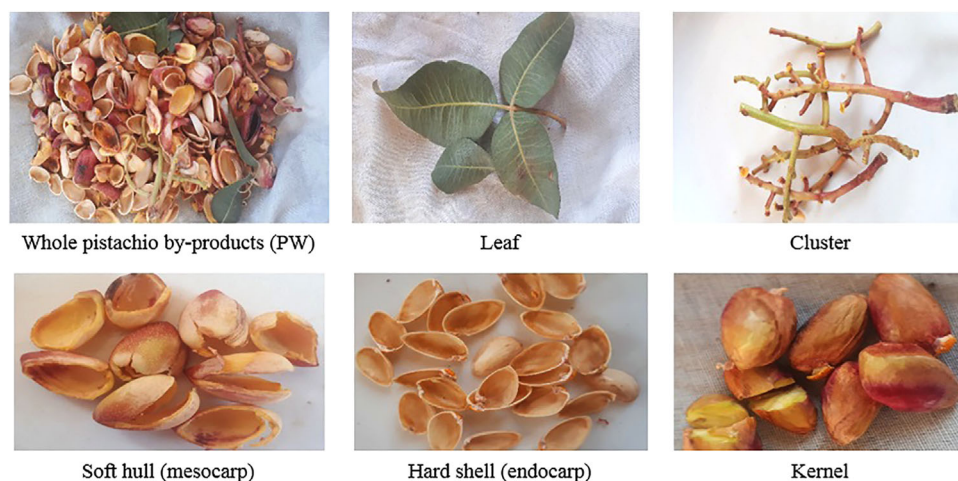 Whole pistachio by-products (PW)
Leaf
Cluster
Soft hull (mesocarp)
Hard shell (endocarp)
Kernel